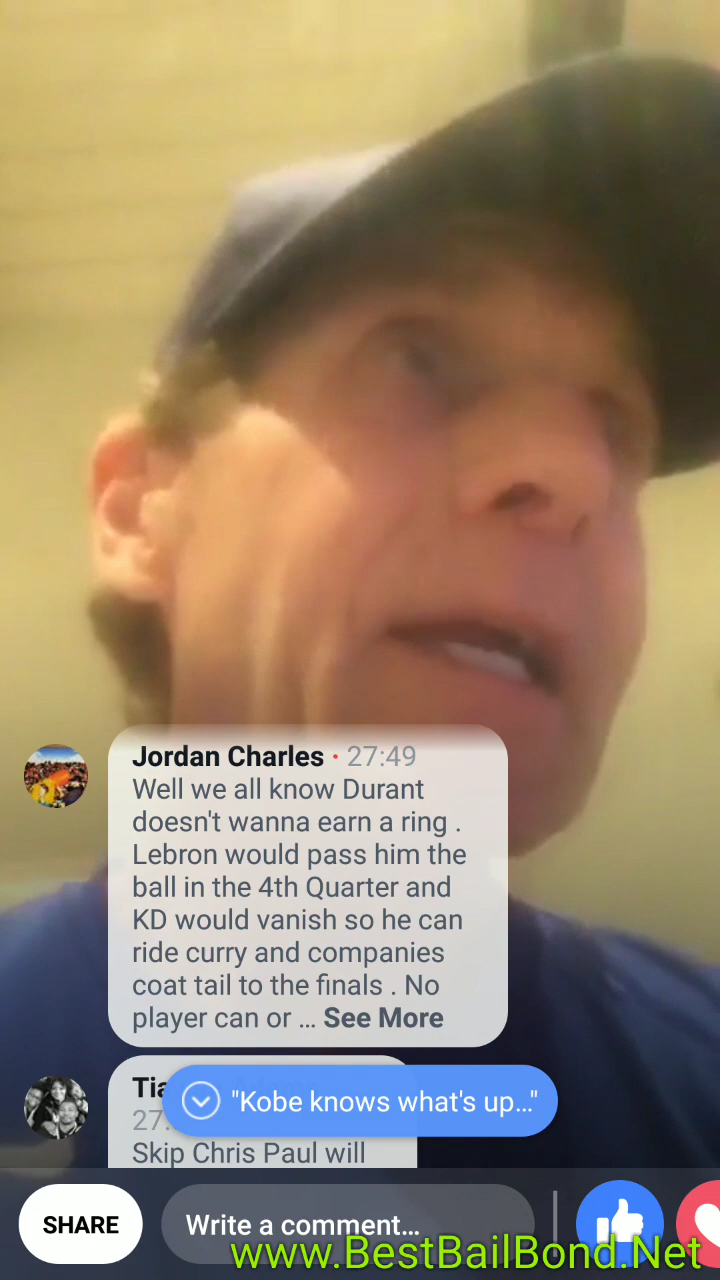 Jordan Charles · 27:49
Well we all know Durant
doesn't wanna earn a ring .
Lebron would pass him the
ball in the 4th Quarter and
KD would vanish so he can
ride curry and companies
coat tail to the finals . No
player can or ... See More
Tia
27:
"Kobe knows what's up..."
Skip Chris Paul will
SHARE
Write a comment...
www.BestBailBond.Net